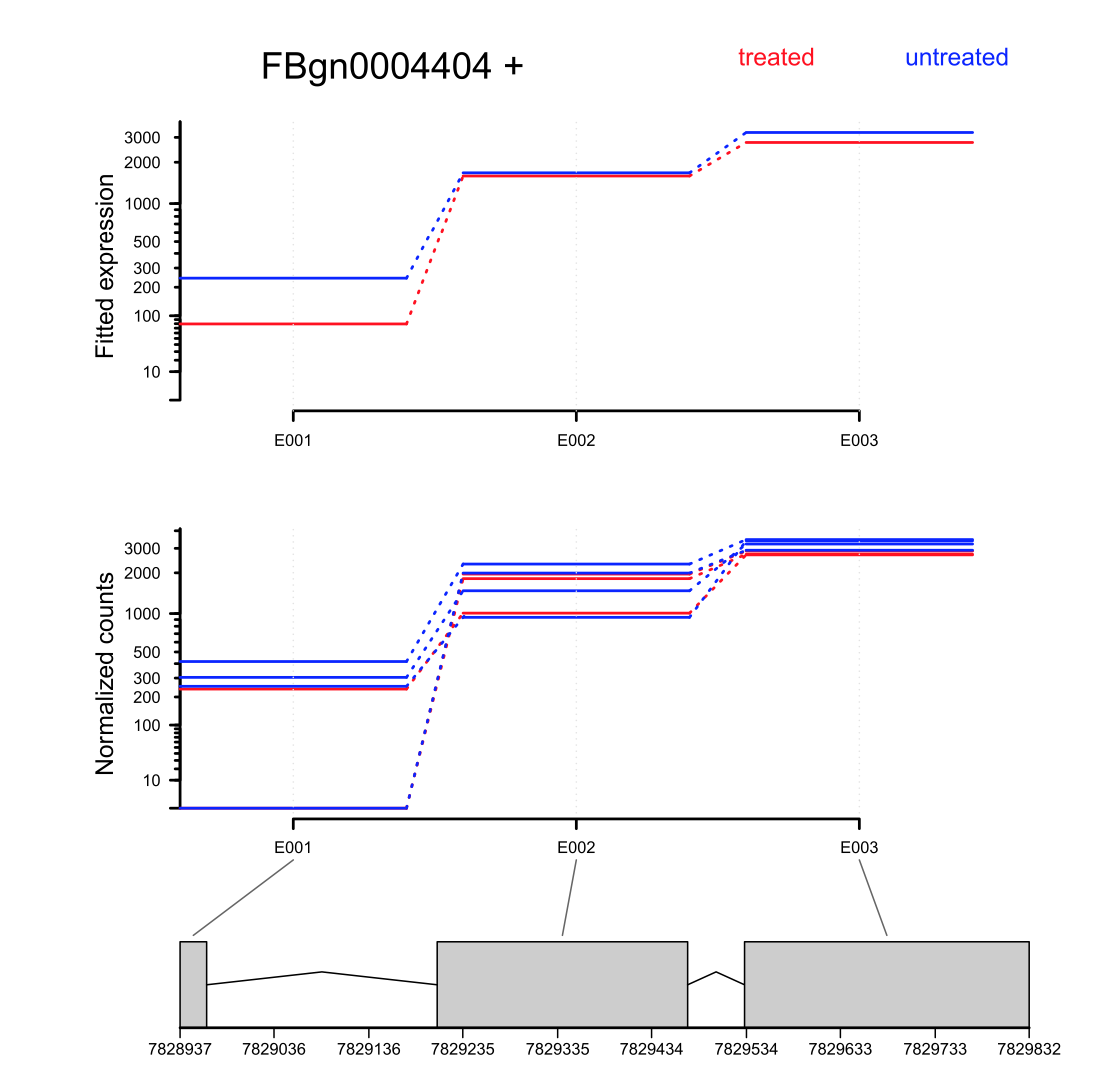 FBgn0004404 +
treated
untreated
Fitted expression
3000
2000
1000
500
300
200
100
10
E001
E002
E003
Normalized counts
3000
2000
1000
500
300
200
100
10
E001
E002
E003
7828937
7829036
7829136
7829235
7829335
7829434
7829534
7829633
7829733
7829832